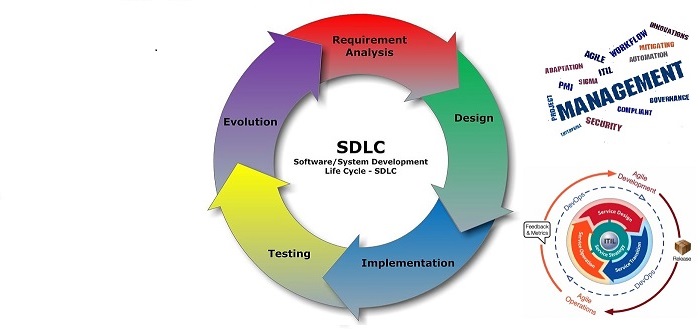 Requirement
Analysis
Design
Implementation
Testing
Evolution
SDLC
Software/System Development
Life Cycle - SDLC
INNOVATIONS
WORKFLOW
AGILE
MITIGATING
AUTOMATION
ADAPTATION
ITIL
SIGMA
PMI
MANAGEMENT
PROJECT
GOVERNANCE
COMPLIANT
SECURITY
Agile
Development
DevOps
Feedback
& Metrics
Service Design
ITIL
Service Strategy
Service Operation
Service Transition
Release
DevOps
Agile
Operations